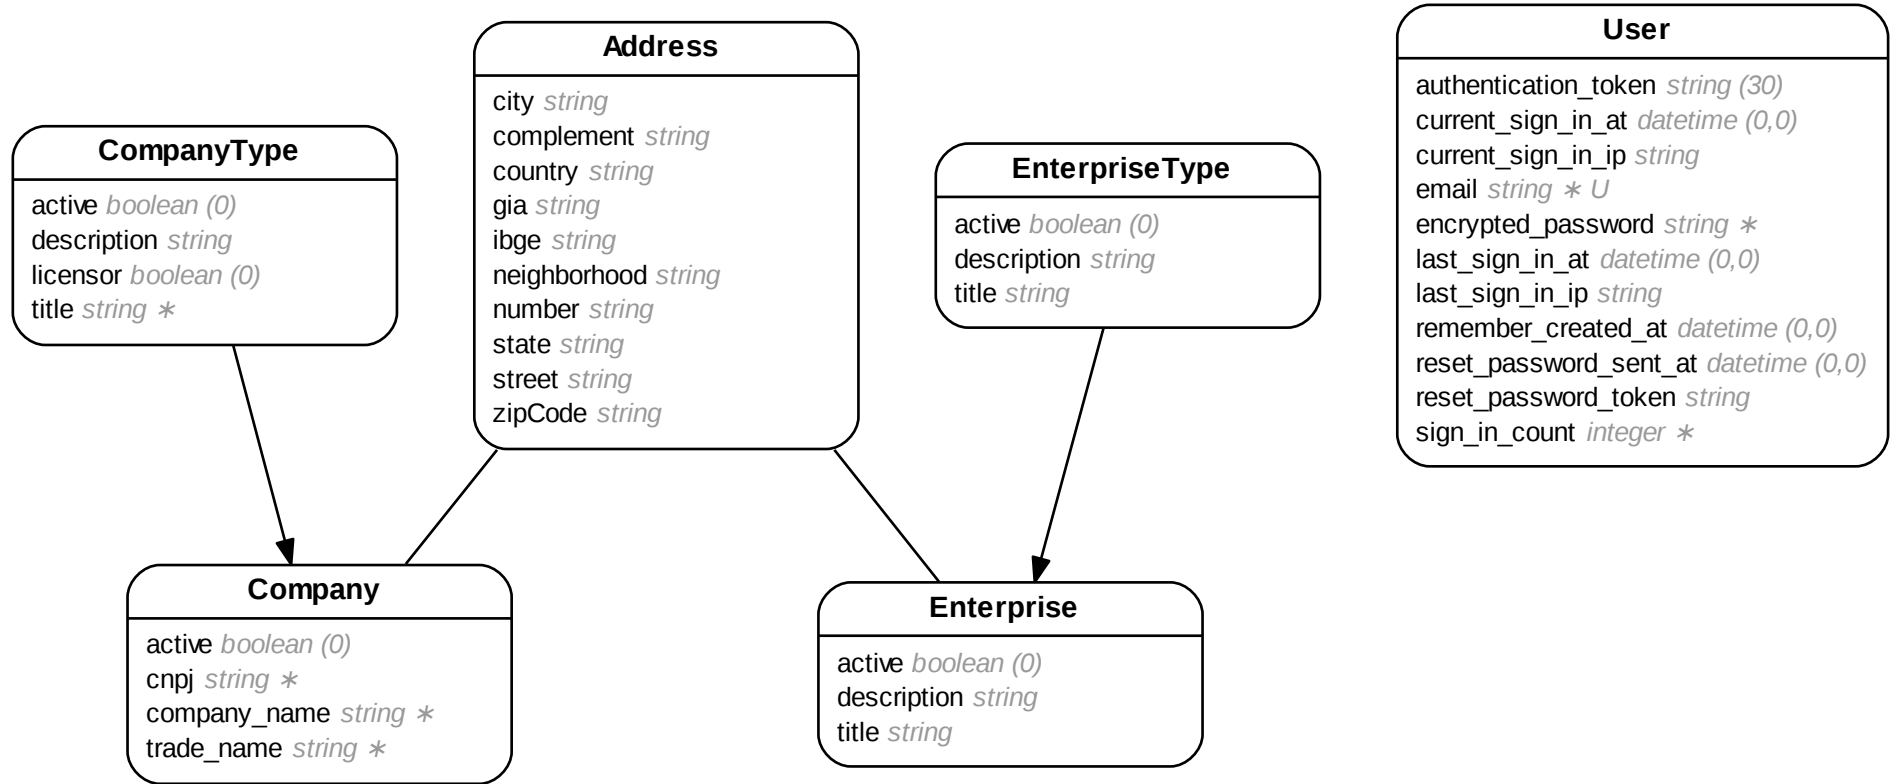 CompanyType
active boolean (0)
description string
licensor boolean (0)
title string ∗
Address
city string
complement string
country string
gia string
ibge string
neighborhood string
number string
state string
street string
zipCode string
EnterpriseType
active boolean (0)
description string
title string
User
authentication_token string (30)
current_sign_in_at datetime (0,0)
current_sign_in_ip string
email string ∗ U
encrypted_password string ∗
last_sign_in_at datetime (0,0)
last_sign_in_ip string
remember_created_at datetime (0,0)
reset_password_sent_at datetime (0,0)
reset_password_token string
sign_in_count integer ∗
Company
active boolean (0)
cnpj string ∗
company_name string ∗
trade_name string ∗
Enterprise
active boolean (0)
description string
title string